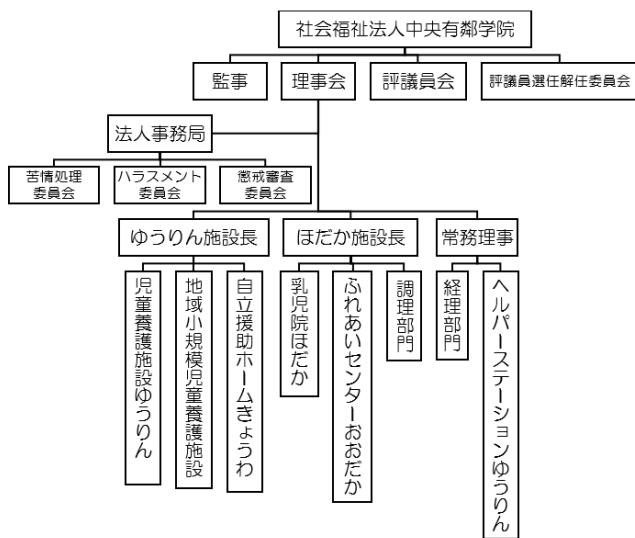 社会福祉法人中央有鄰学院
監事
理事会
評議員会
評議員選任解任委員会
法人事務局
苦情処理
委員会
ハラスメント
委員会
懲戒審査
委員会
ゆうりん施設長
ほだか施設長
常務理事
児童養護施設ゆうりん
地域小規模児童養護施設
自立援助ホームきょうわ
乳児院ほだか
ふれあいセンターおおだか
調理部門
経理部門
ヘルパーステーションゆうりん